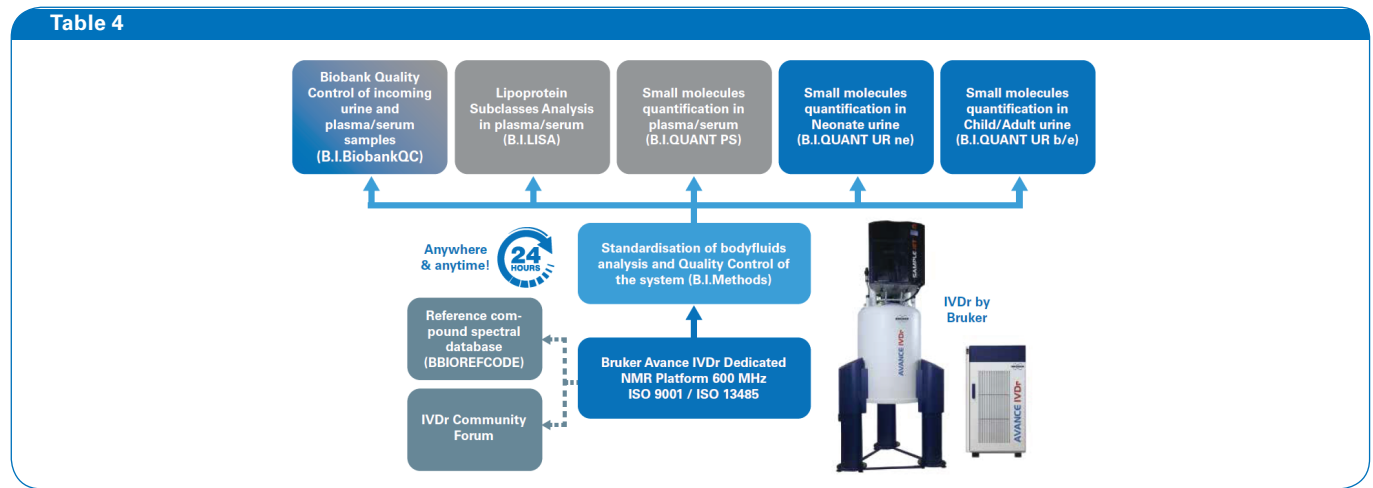 Table 4
Biobank Quality
Control of incoming
urine and
plasma/serum
samples
(B.I.BiobankQC)
Lipoprotein
Subclasses Analysis
in plasma/serum
(B.I.LISA)
Small molecules
quantification in
plasma/serum
(B.I.QUANT PS)
Small molecules
quantification in
Neonate urine
(B.I.QUANT UR ne)
Small molecules
quantification in
Child/Adult urine
(B.I.QUANT UR b/e)
Anywhere
& anytime!
24
HOURS
Standardisation of bodyfluids
analysis and Quality Control of
the system (B.I.Methods)
Reference com-
pound spectral
database
(BBIOREFCODE)
IVDr Community
Forum
Bruker Avance IVDr Dedicated
NMR Platform 600 MHz
ISO 9001 / ISO 13485
SAMPLEJET
AVANCE IVDr
IVDr by
Bruker
AVANCE IVDr